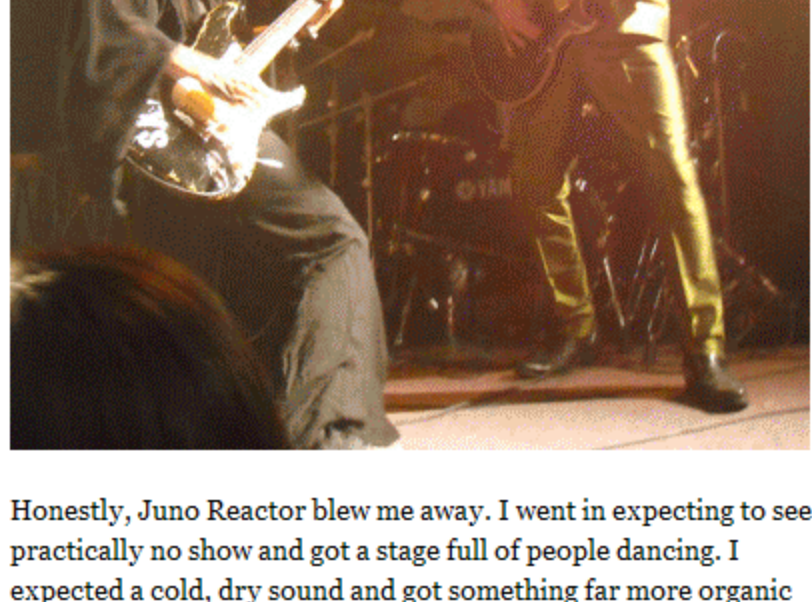 YAM
Honestly, Juno Reactor blew me away. I went in expecting to see
practically no show and got a stage full of people dancing. I
expected a cold, dry sound and got something far more organic